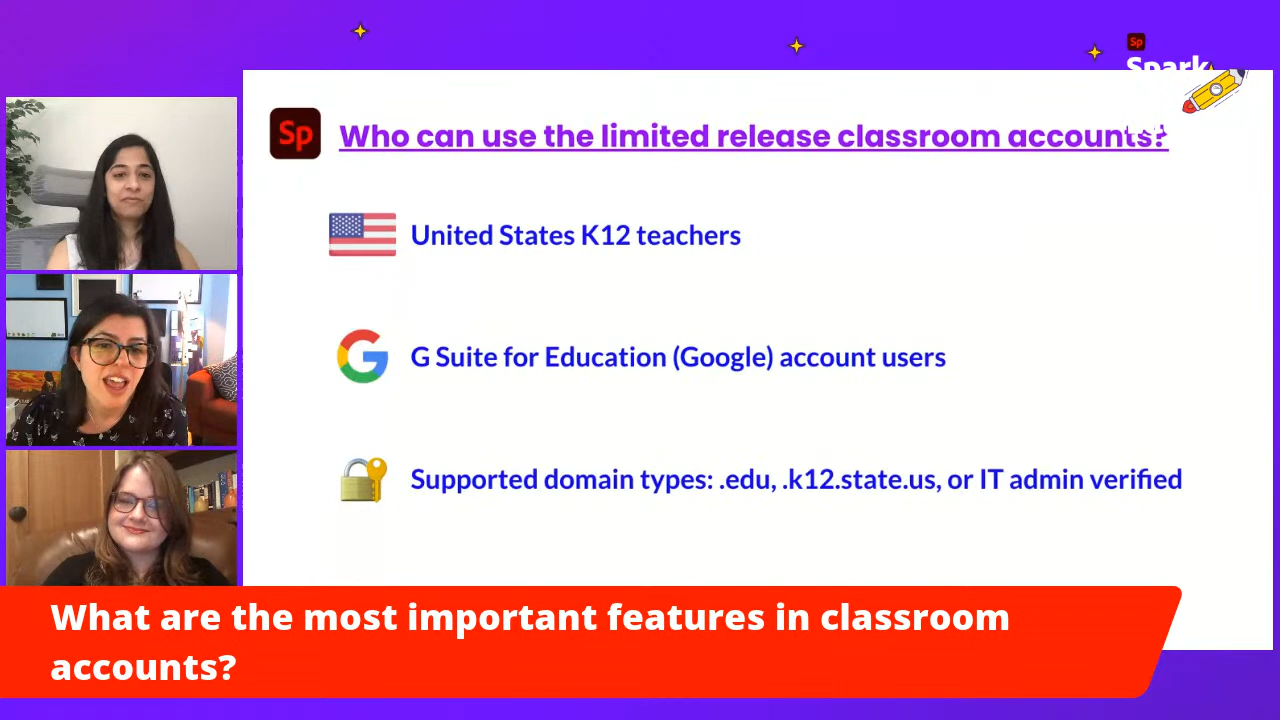 Sp
Spark
Sp
Who can use the limited release classroom accounts?
United States K12 teachers
G Suite for Education (Google) account users
Supported domain types: .edu, .k12.state.us, or IT admin verified
What are the most important features in classroom
accounts?